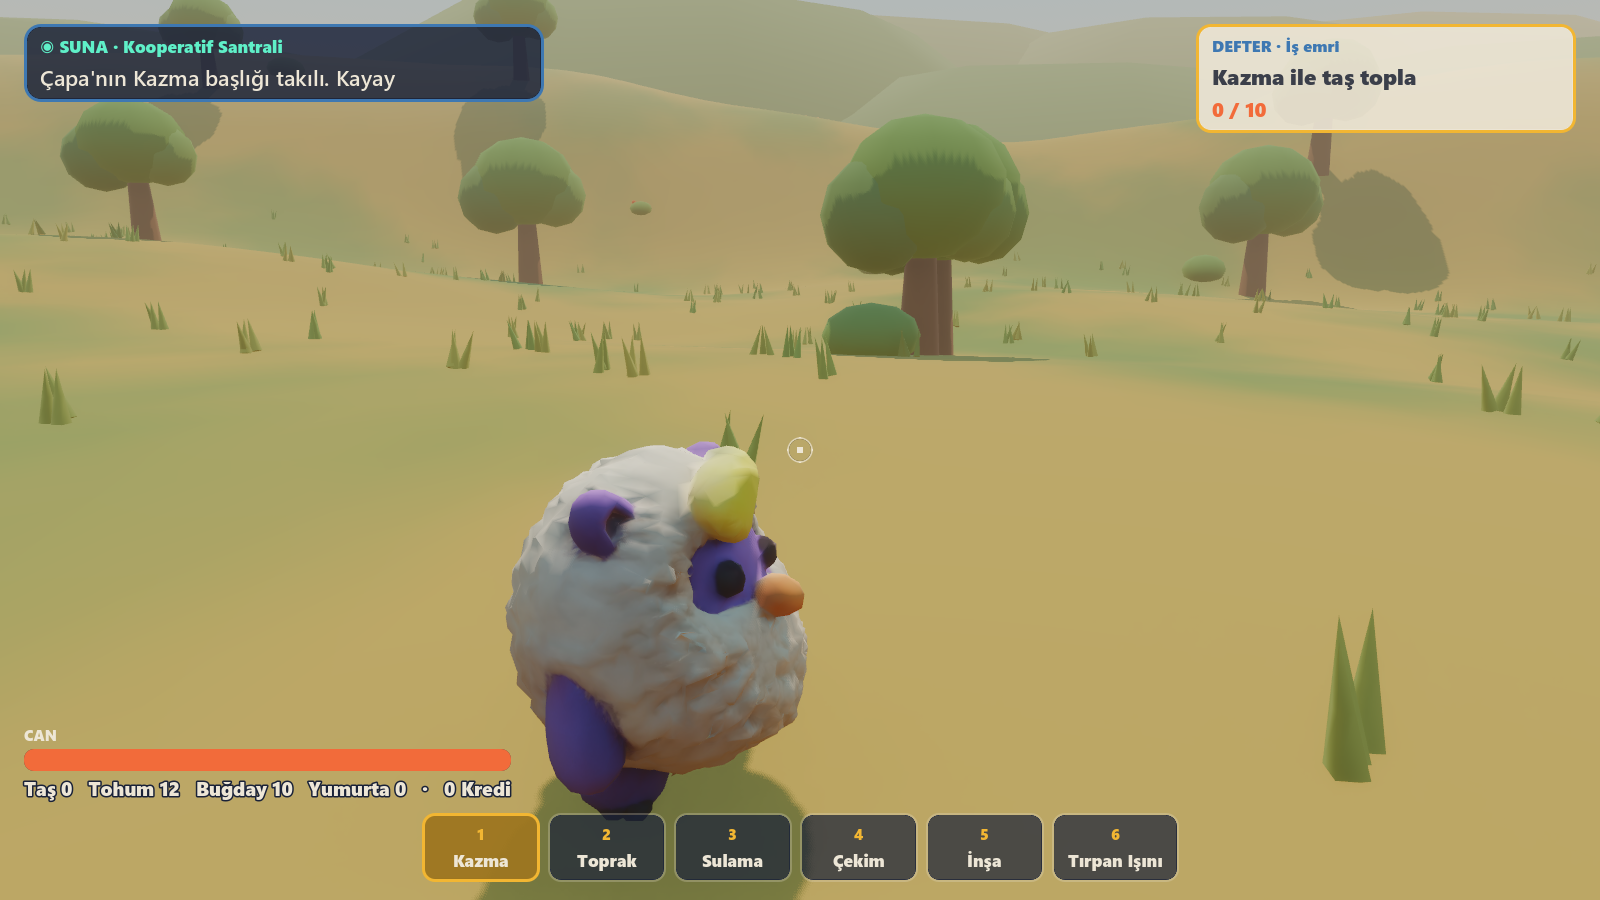 SUNA · Kooperatif Santrali
Çapa'nın Kazma başlığı takılı. Kayay
DEFTER · İş emri
Kazma ile taş topla
0 / 10
CAN
Taş 0 Tohum 12 Buğday 10 Yumurta 0 · 0 Kredi
1 2 3 4 5 6
Kazma Toprak Sulama Çekim İnşa Tırpan Işını